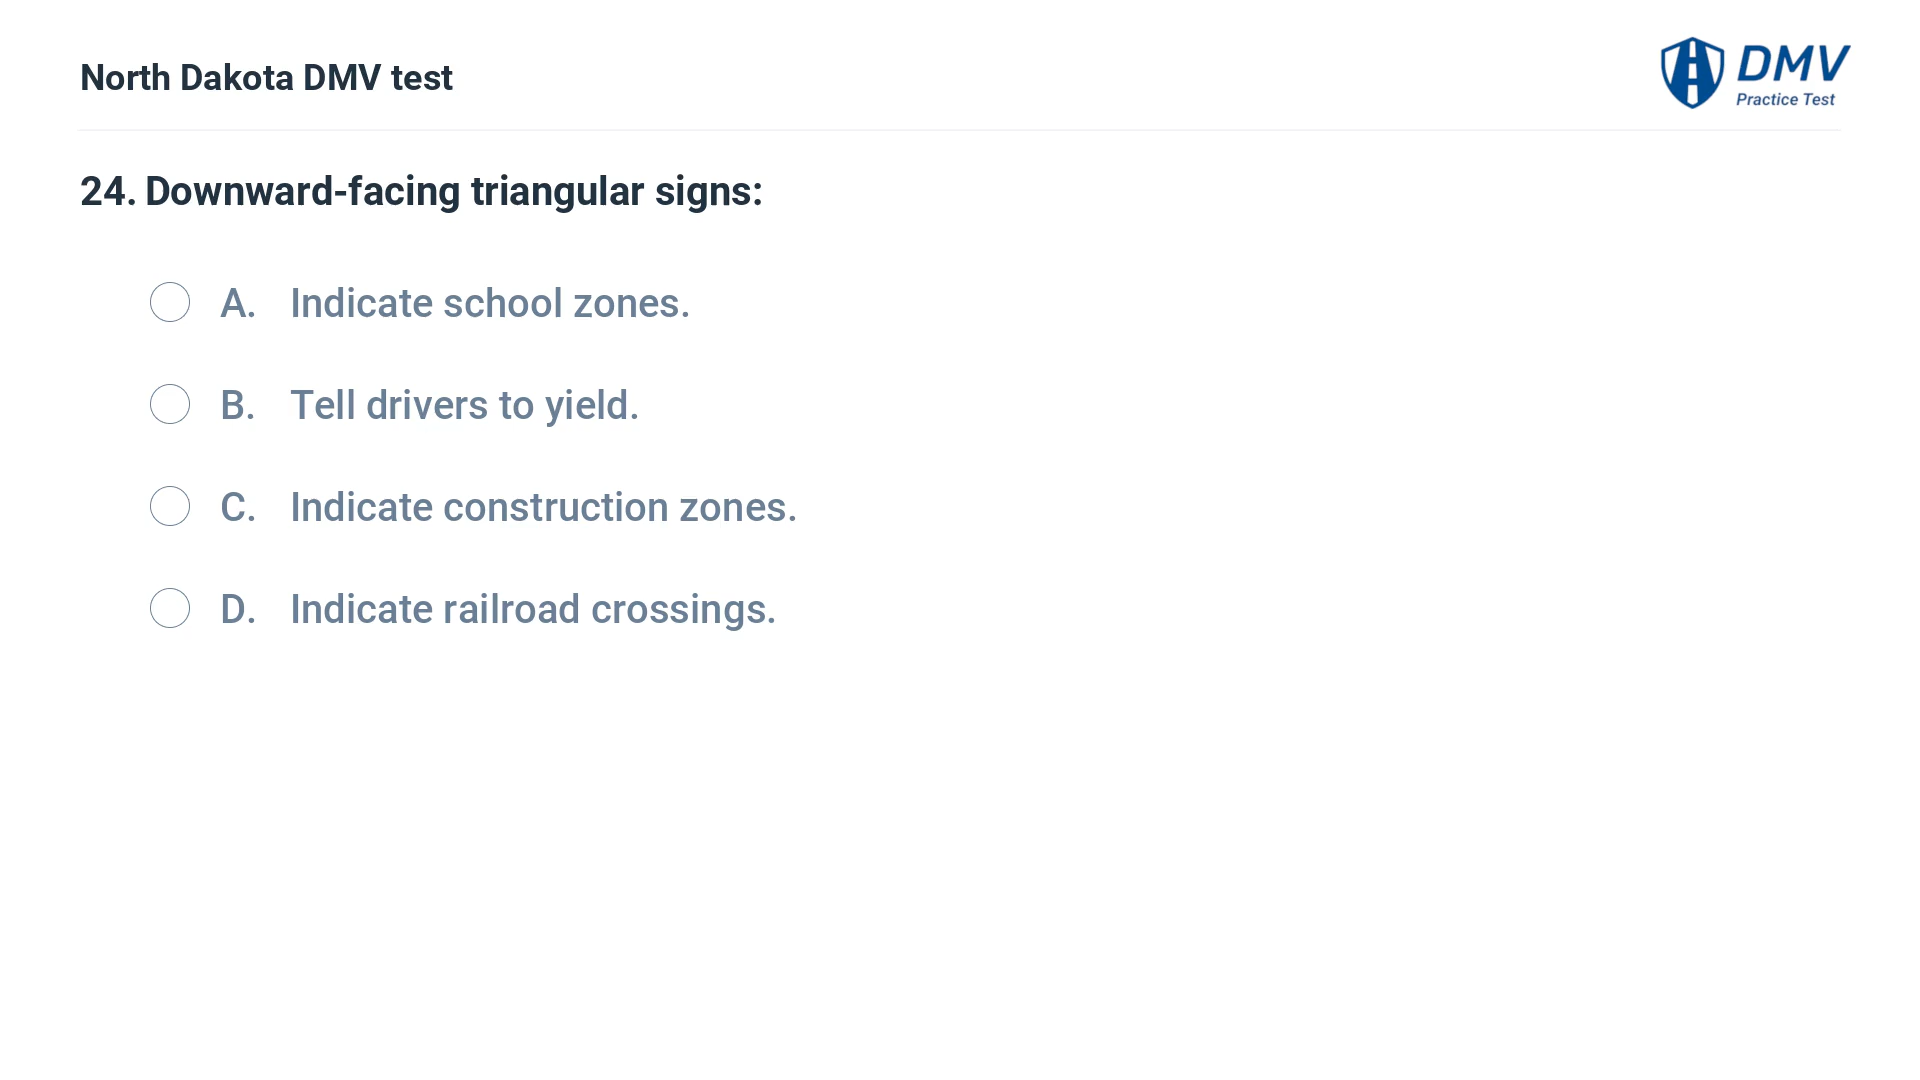 North Dakota DMV test
DMV
Practice Test
24. Downward-facing triangular signs:
A. Indicate school zones.
B. Tell drivers to yield.
C. Indicate construction zones.
D. Indicate railroad crossings.